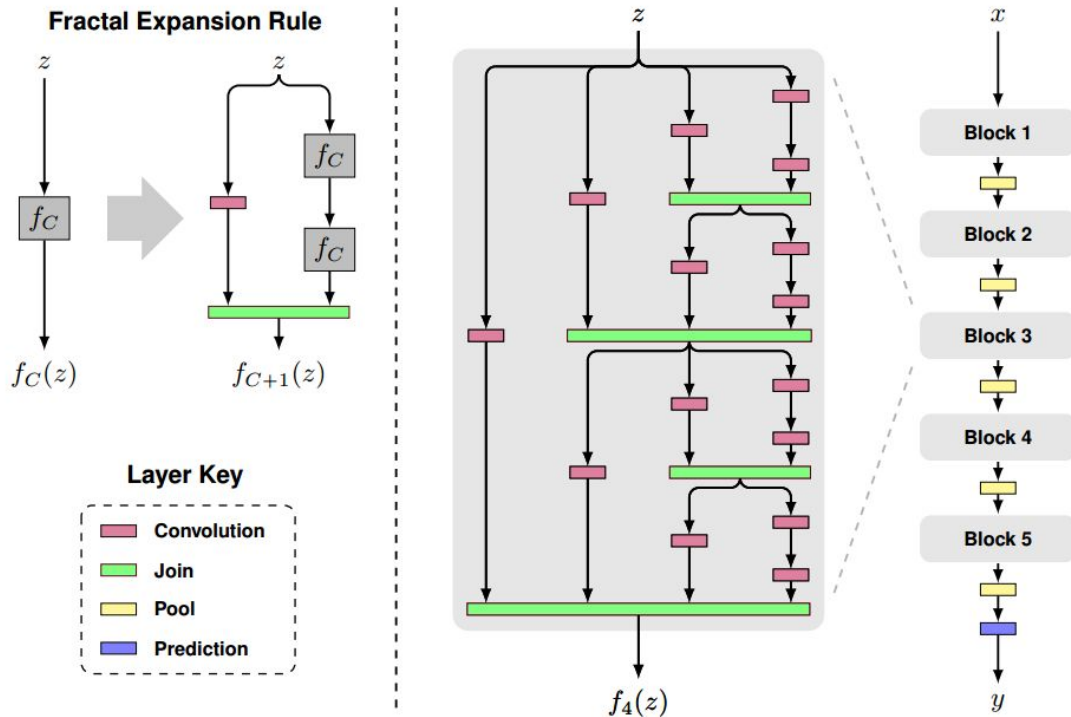 Fractal Expansion Rule
z
f_C
f_C(z)
z
f_C
f_C
f_{C+1}(z)
Layer Key
Convolution
Join
Pool
Prediction
z
f_4(z)
x
Block 1
Block 2
Block 3
Block 4
Block 5
y